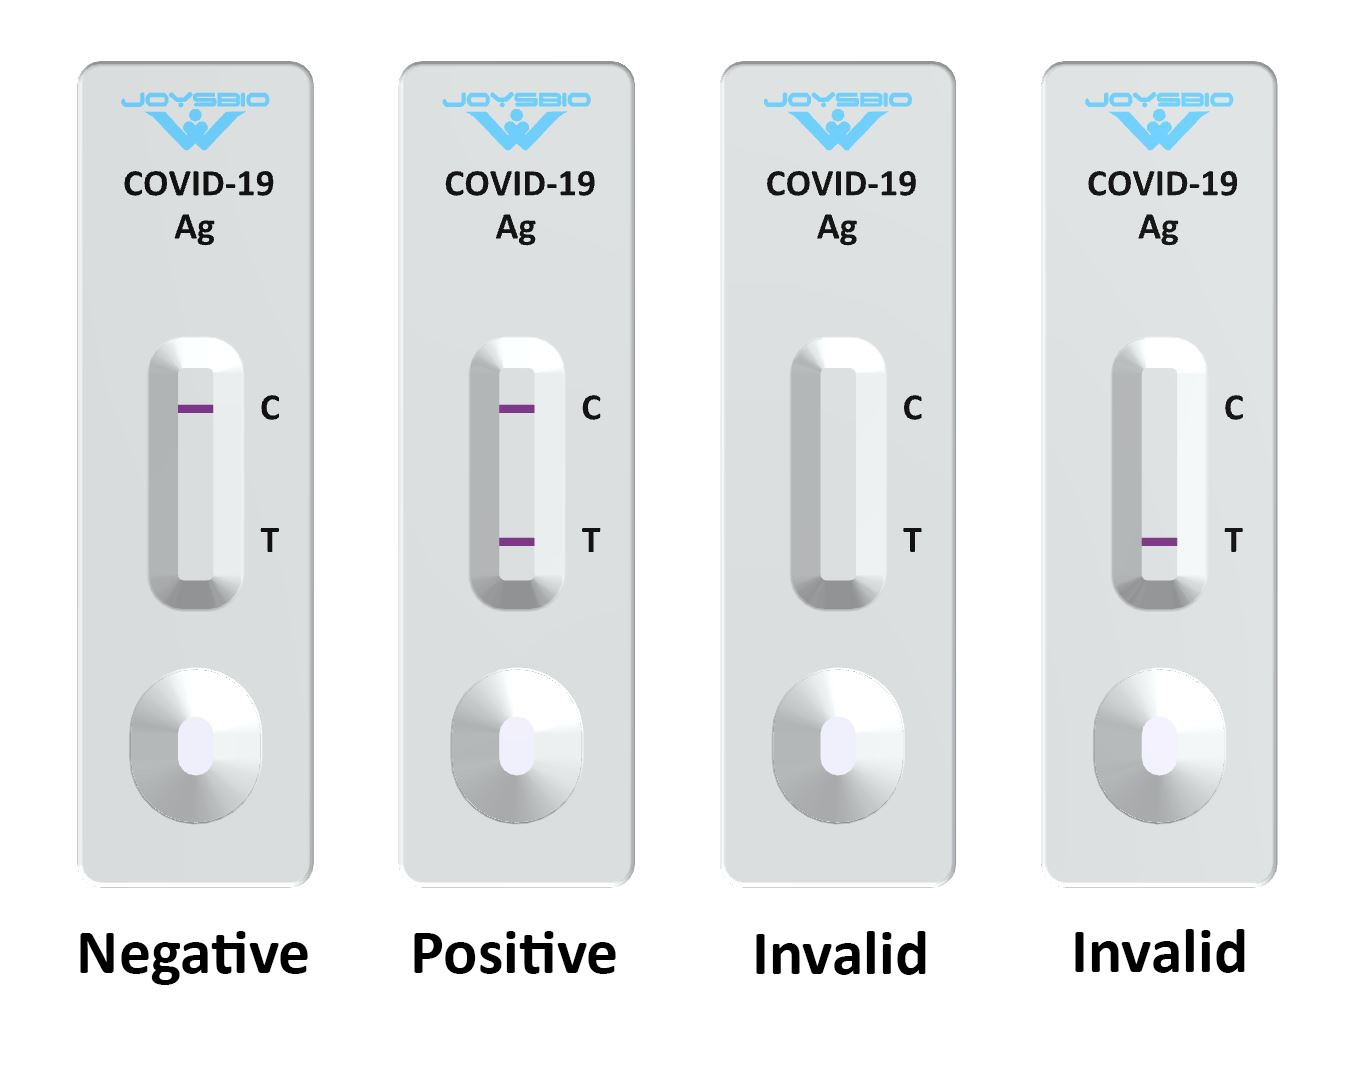 JOYSBIO
COVID-19
Ag
C
T
Negative
JOYSBIO
COVID-19
Ag
C
T
Positive
JOYSBIO
COVID-19
Ag
C
T
Invalid
JOYSBIO
COVID-19
Ag
C
T
Invalid